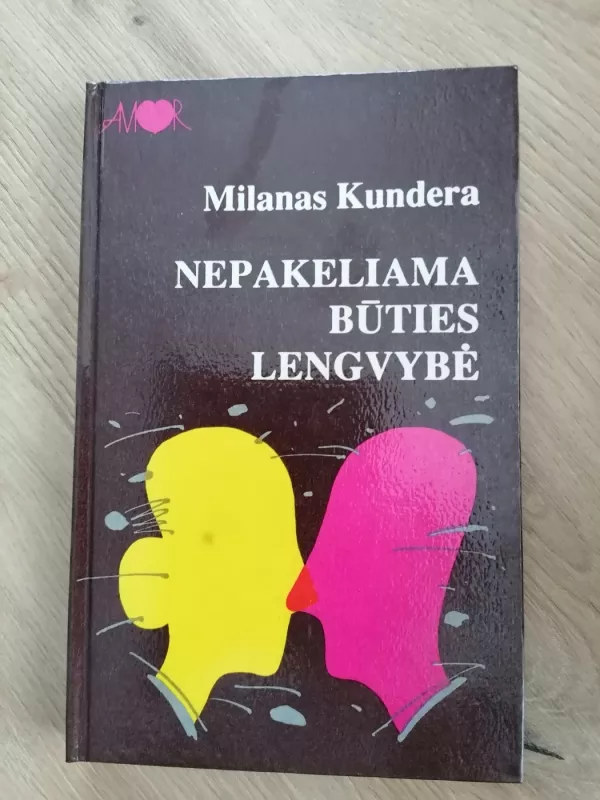 AMOR
Milanas Kundera
NEPAKELIAMA
BŪTIES
LENGVYBĖ